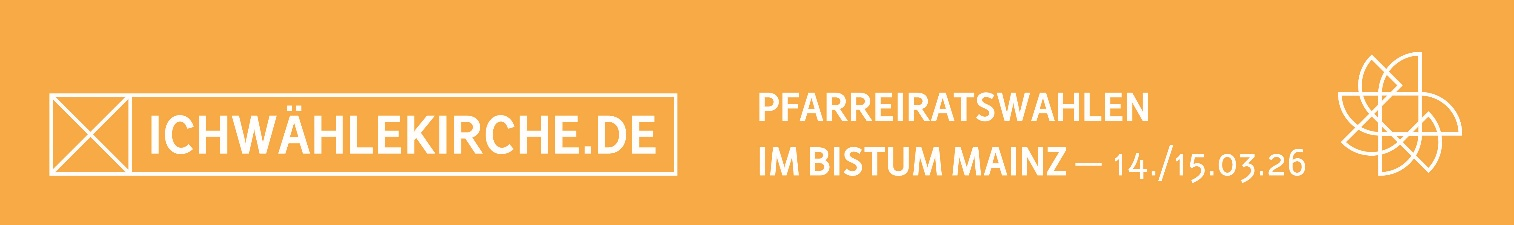 ICHWÄHLEKIRCHE.DE
PFARREIRATSWAHLEN
IM BISTUM MAINZ — 14./15.03.26